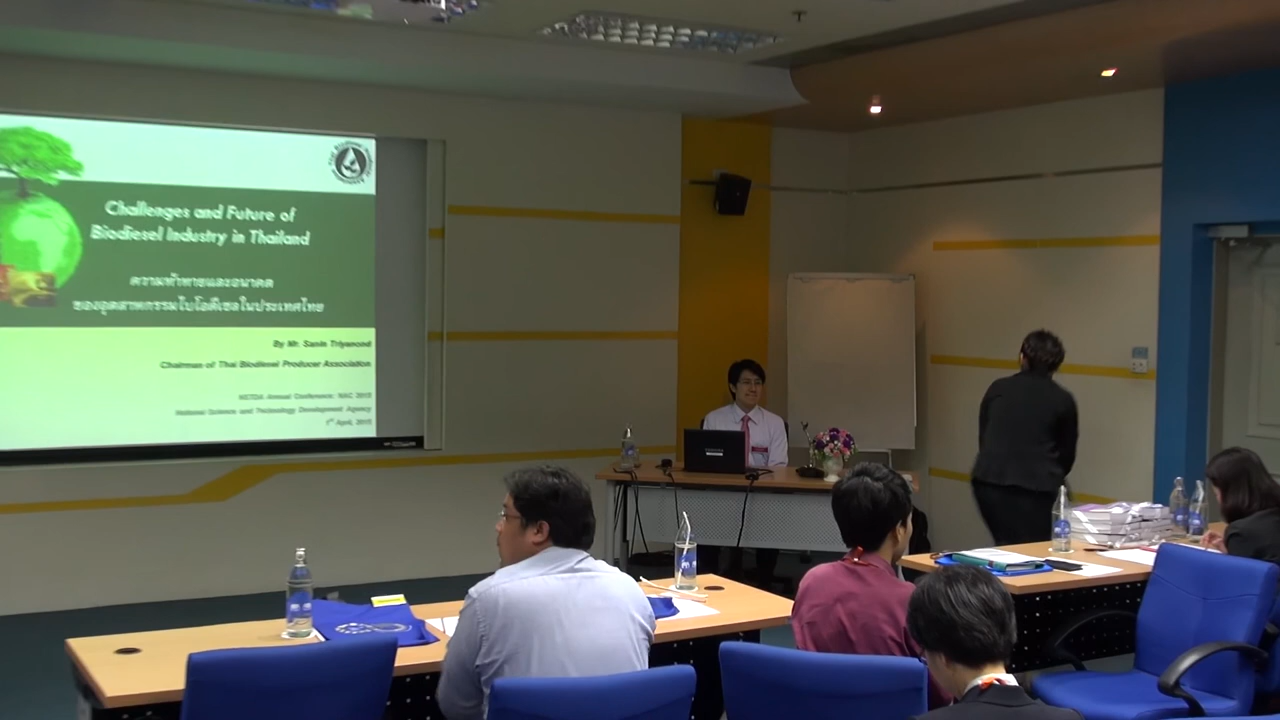 Challenges and Future of
Biodiesel Industry in Thailand
ความท้าทายและอนาคต
ของอุตสาหกรรมไบโอดีเซลในประเทศไทย
By Mr. Sanin Triyanond
Chairman of Thai Biodiesel Producer Association
NSTDA Annual Conference: NAC 2015
National Science and Technology Development Agency
1st April, 2015